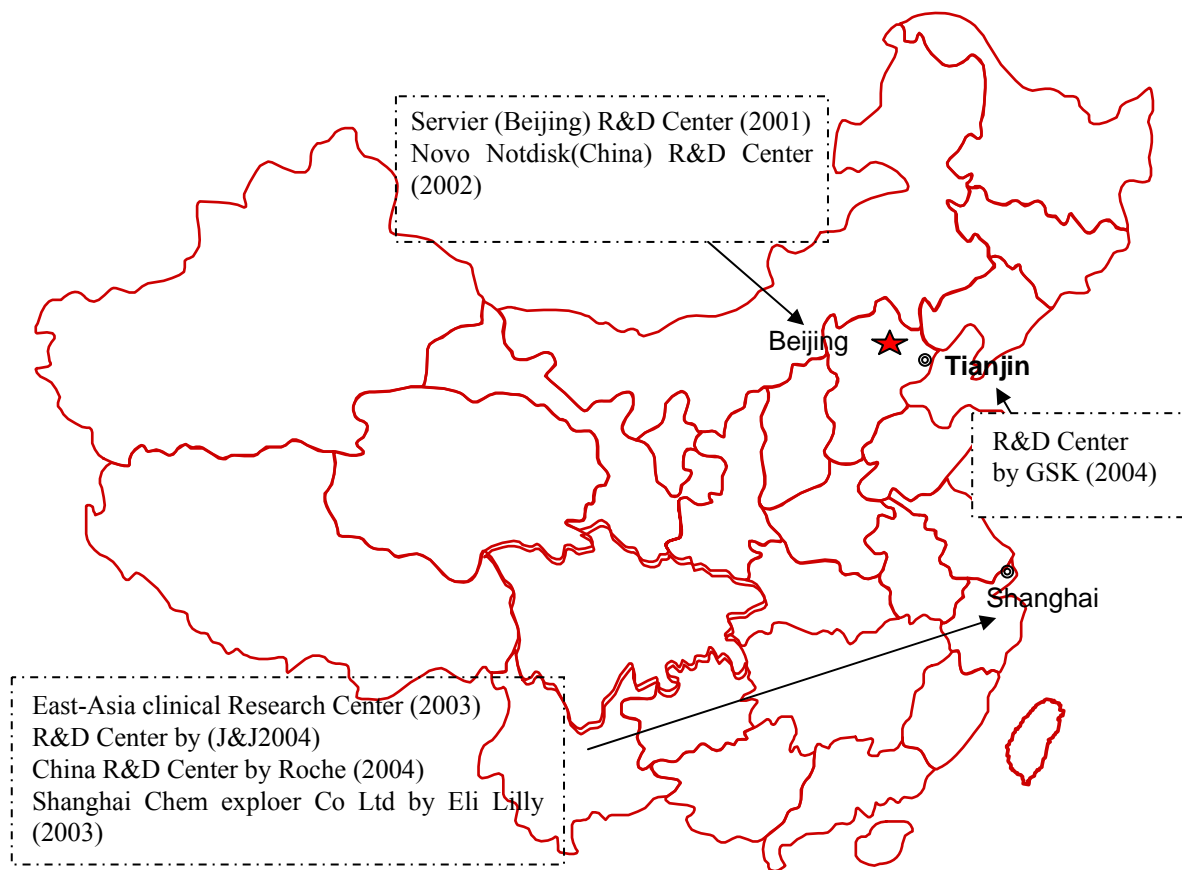 Servier (Beijing) R&D Center (2001)
Novo Notdisk(China) R&D Center
(2002)
Beijing
Tianjin
R&D Center
by GSK (2004)
Shanghai
East-Asia clinical Research Center (2003)
R&D Center by (J&J2004)
China R&D Center by Roche (2004)
Shanghai Chem exploer Co Ltd by Eli Lilly
(2003)